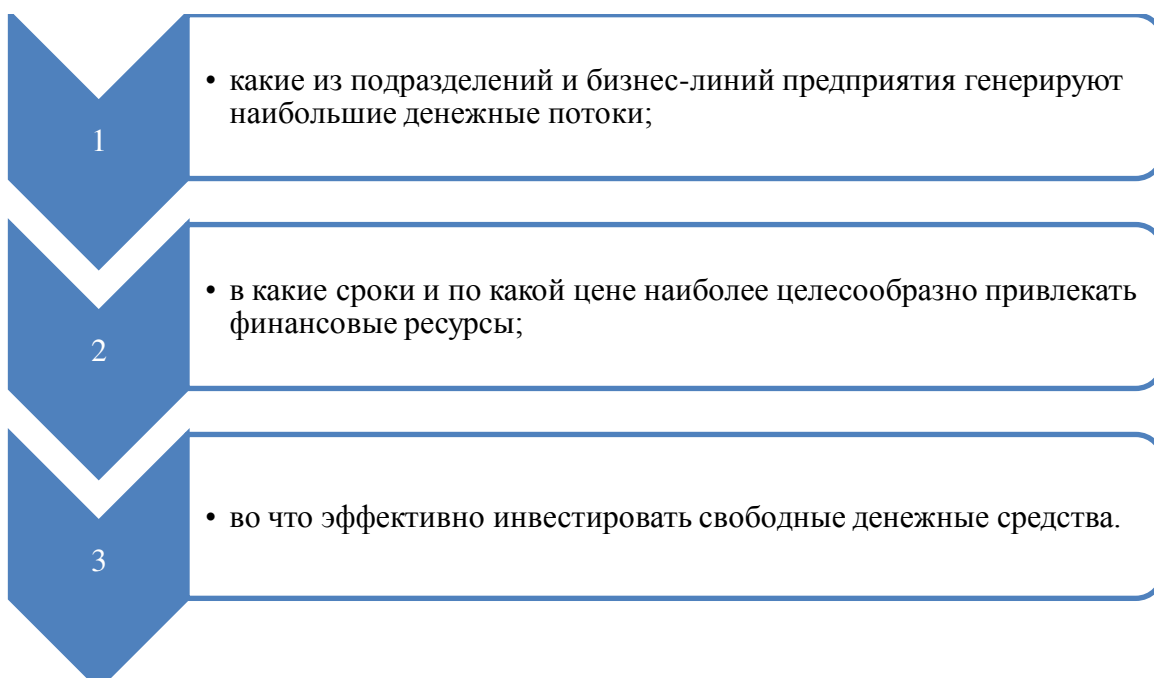 1
• какие из подразделений и бизнес-линий предприятия генерируют
наибольшие денежные потоки;
2
• в какие сроки и по какой цене наиболее целесообразно привлекать
финансовые ресурсы;
3
• во что эффективно инвестировать свободные денежные средства.